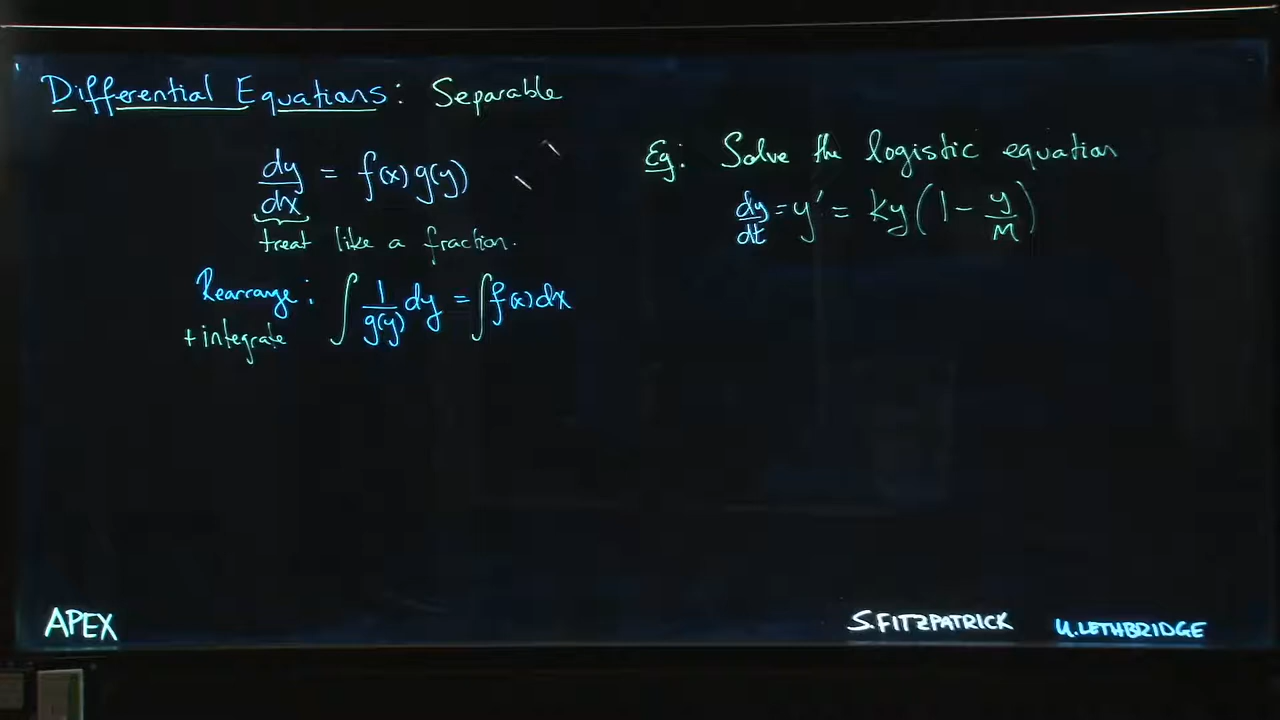 Differential Equations: Separable
dy/dx = f(x)g(y)
treat like a fraction.
Rearrange: ∫ 1/g(y) dy = ∫ f(x)dx
+ integrate
Eg: Solve the logistic equation
dy/dt = y' = ky(1 - y/M)
APEX
S.FITZPATRICK
U.LETHBRIDGE